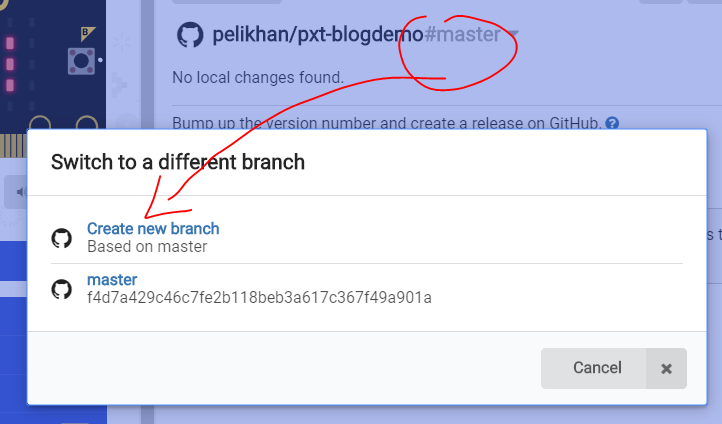 pelikhan/pxt-blogdemo#master
No local changes found.
Bump up the version number and create a release on GitHub.
Switch to a different branch
Create new branch
Based on master
master
f4d7a429c46c7fe2b118beb3a617c367f49a901a
Cancel